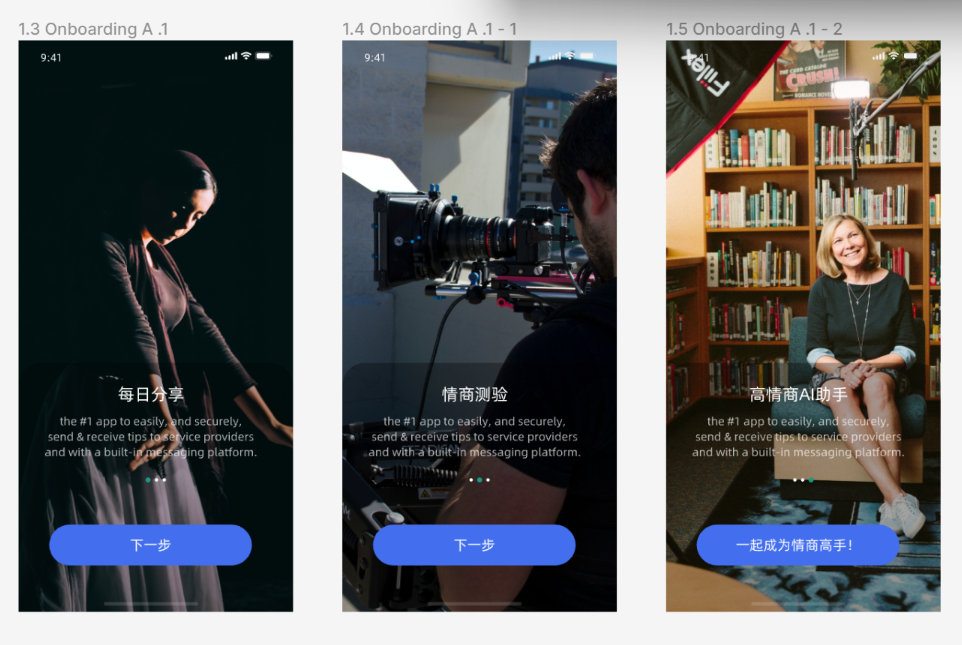 1.3 Onboarding A .1
9:41
每日分享
the #1 app to easily, and securely,
send & receive tips to service providers
and with a built-in messaging platform.
下一步
1.4 Onboarding A .1 - 1
9:41
情商测验
the #1 app to easily, and securely,
send & receive tips to service providers
and with a built-in messaging platform.
下一步
1.5 Onboarding A .1 - 2
9:41
CRUSH!
高情商AI助手
the #1 app to easily, and securely,
send & receive tips to service providers
and with a built-in messaging platform.
一起成为情商高手！